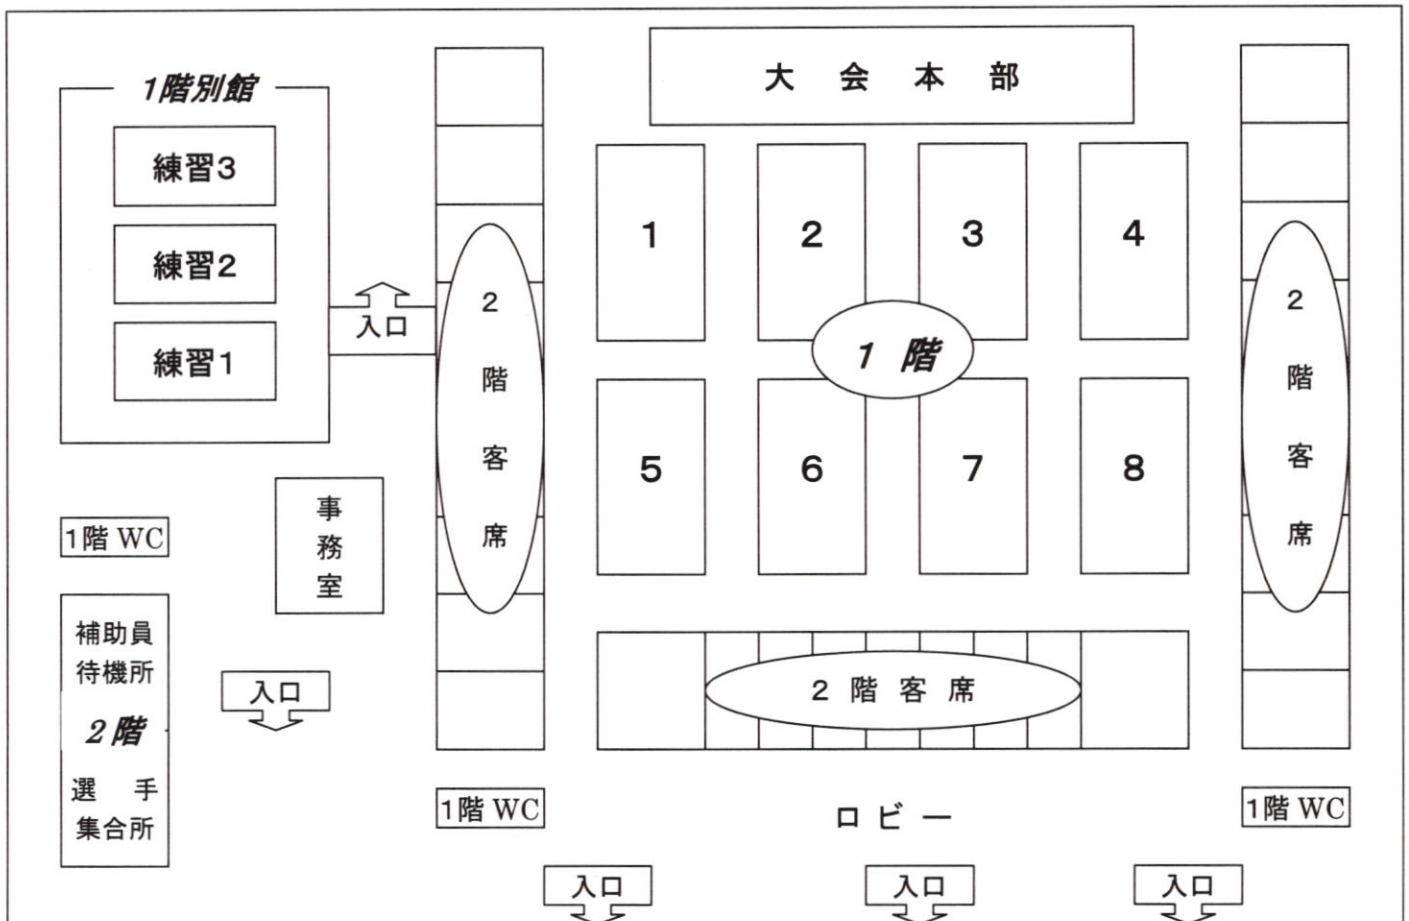 大会本部
1階別館
練習3
練習2
練習1
入口
2階客席
1
2
3
4
1階
5
6
7
8
2階客席
事務室
1階 WC
補助員
待機所
2階
選手
集合所
入口
2階客席
1階 WC
ロビー
1階 WC
入口
入口
入口